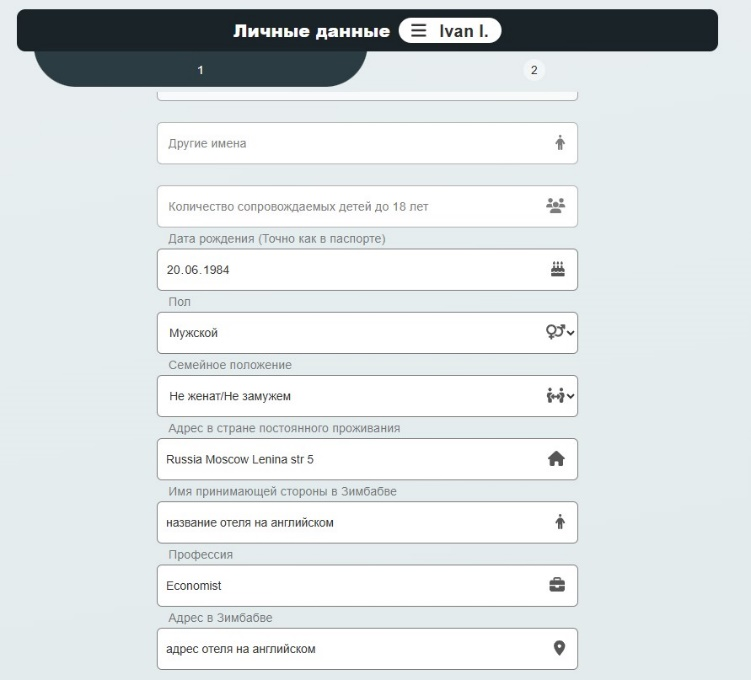 Личные данные ☰ Ivan I.
1 2
Другие имена
Количество сопровождаемых детей до 18 лет
Дата рождения (Точно как в паспорте)
20.06.1984
Пол
Мужской
Семейное положение
Не женат/Не замужем
Адрес в стране постоянного проживания
Russia Moscow Lenina str 5
Имя принимающей стороны в Зимбабве
название отеля на английском
Профессия
Economist
Адрес в Зимбабве
адрес отеля на английском